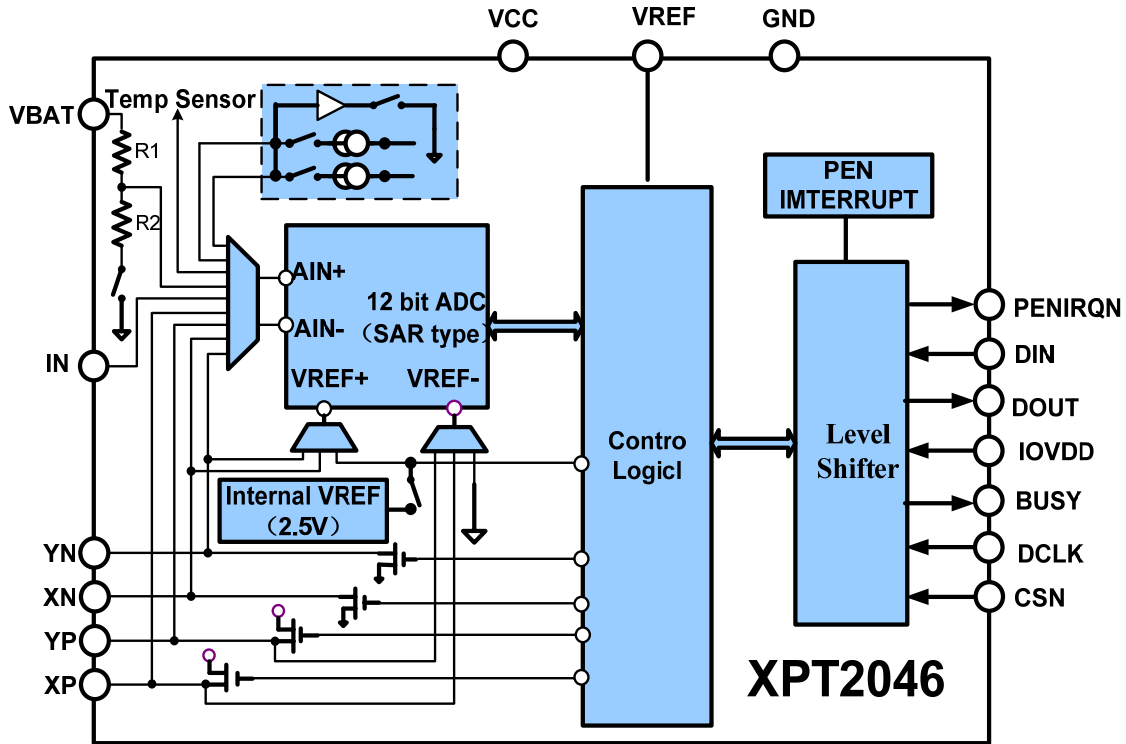 VCC
VREF
GND
VBAT
Temp Sensor
R1
R2
PEN
IMTERRUPT
AIN+
12 bit ADC
（SAR type）
AIN-
VREF+
VREF-
IN
PENIRQN
DIN
DOUT
IOVDD
BUSY
DCLK
CSN
Contro
Logicl
Level
Shifter
Internal VREF
（2.5V）
YN
XN
YP
XP
XPT2046